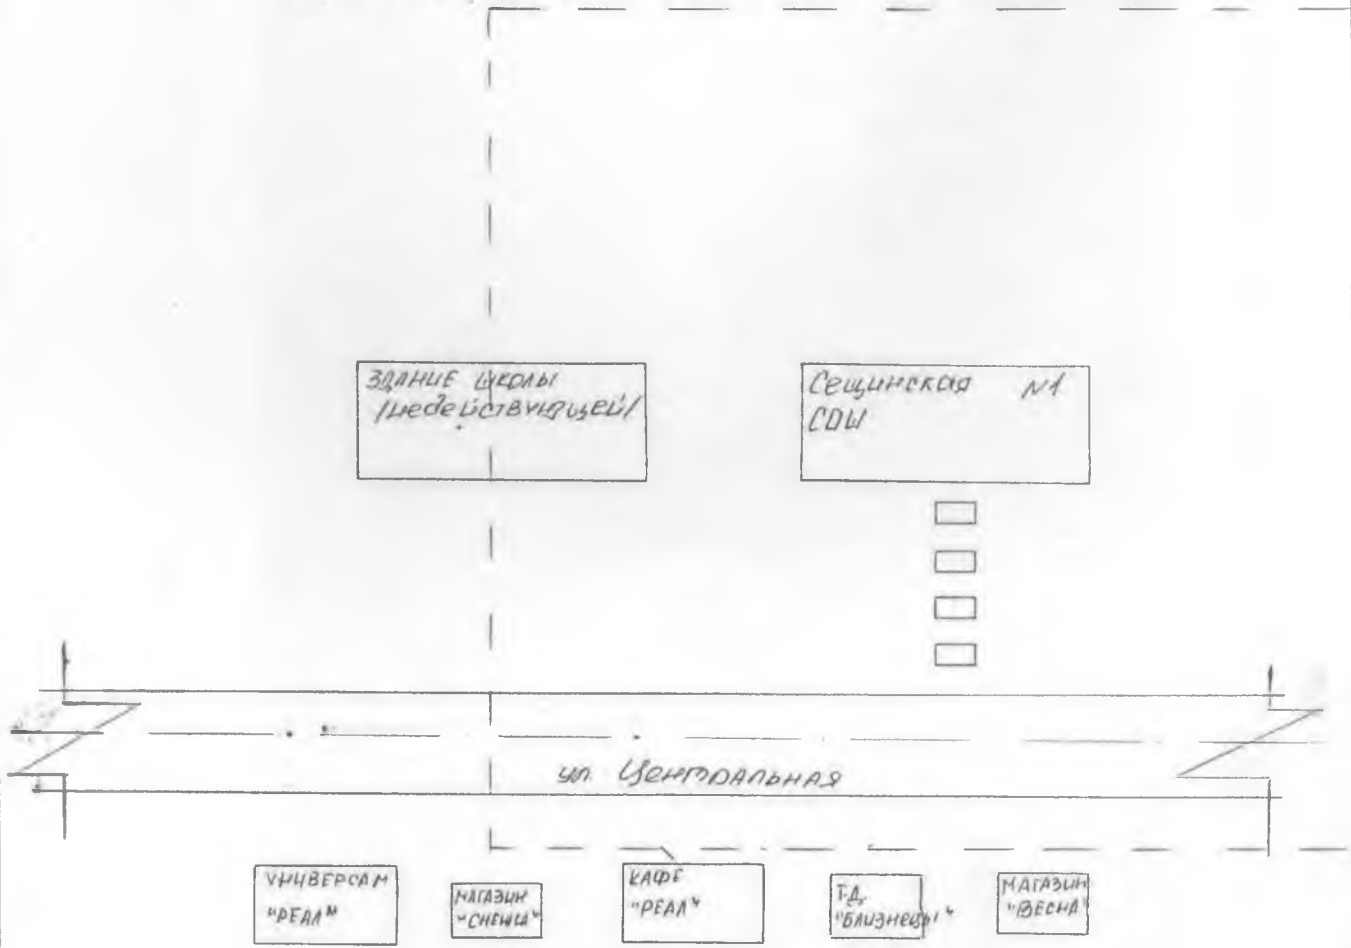 ЗДАНИЕ ШКОЛЫ
/недействующей/
Сещинская №1
СОШ
ул. Центральная
УНИВЕРСАМ
"РЕАЛ"
МАГАЗИН
"СНЕЖКА"
КАФЕ
"РЕАЛ"
Т.Д.
"БЛИЗНЕЦЫ"
МАГАЗИН
"ВЕСНА"